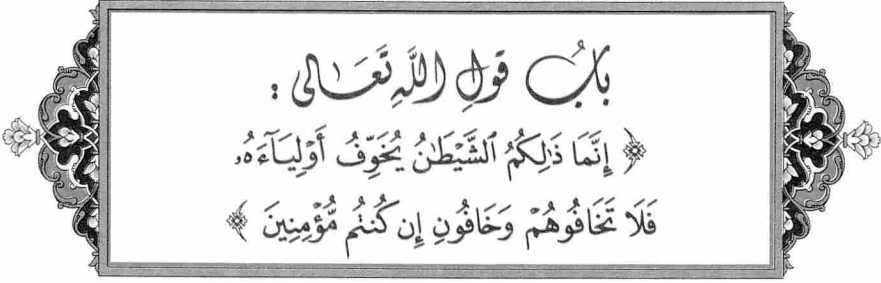 بَابُ قَوْلِ اللَّهِ تَعَالَى :
﴿ إِنَّمَا ذَٰلِكُمُ ٱلشَّيْطَٰنُ يُخَوِّفُ أَوْلِيَآءَهُۥ
فَلَا تَخَافُوهُمْ وَخَافُونِ إِن كُنتُم مُّؤْمِنِينَ ﴾